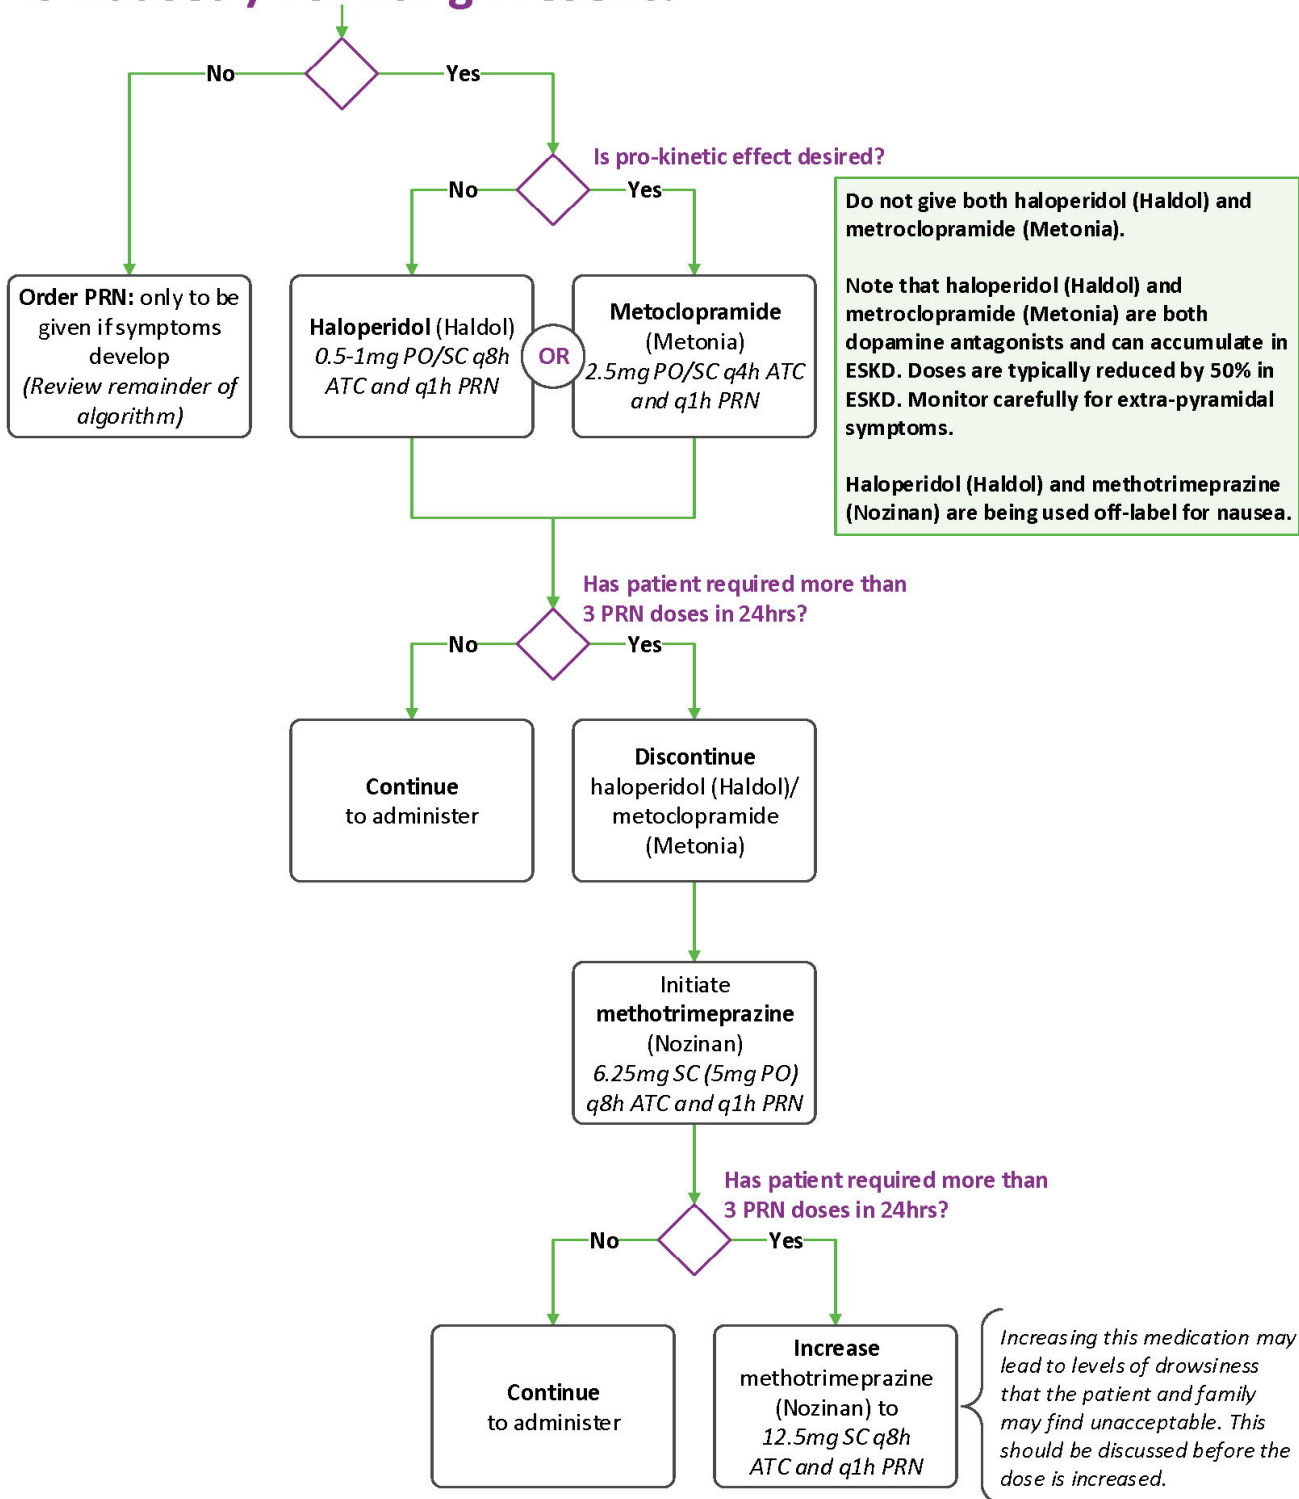 No
Yes
Is pro-kinetic effect desired?
No
Yes
Do not give both haloperidol (Haldol) and
metroclopramide (Metonia).
Note that haloperidol (Haldol) and
metroclopramide (Metonia) are both
dopamine antagonists and can accumulate in
ESKD. Doses are typically reduced by 50% in
ESKD. Monitor carefully for extra-pyramidal
symptoms.
Haloperidol (Haldol) and methotrimeprazine
(Nozinan) are being used off-label for nausea.
Order PRN: only to be
given if symptoms
develop
(Review remainder of
algorithm)
Haloperidol (Haldol)
0.5-1mg PO/SC q8h
ATC and q1h PRN
OR
Metoclopramide
(Metonia)
2.5mg PO/SC q4h ATC
and q1h PRN
Has patient required more than
3 PRN doses in 24hrs?
No
Yes
Continue
to administer
Discontinue
haloperidol (Haldol)/
metoclopramide
(Metonia)
Initiate
methotrimeprazine
(Nozinan)
6.25mg SC (5mg PO)
q8h ATC and q1h PRN
Has patient required more than
3 PRN doses in 24hrs?
No
Yes
Continue
to administer
Increase
methotrimeprazine
(Nozinan) to
12.5mg SC q8h
ATC and q1h PRN
Increasing this medication may
lead to levels of drowsiness
that the patient and family
may find unacceptable. This
should be discussed before the
dose is increased.